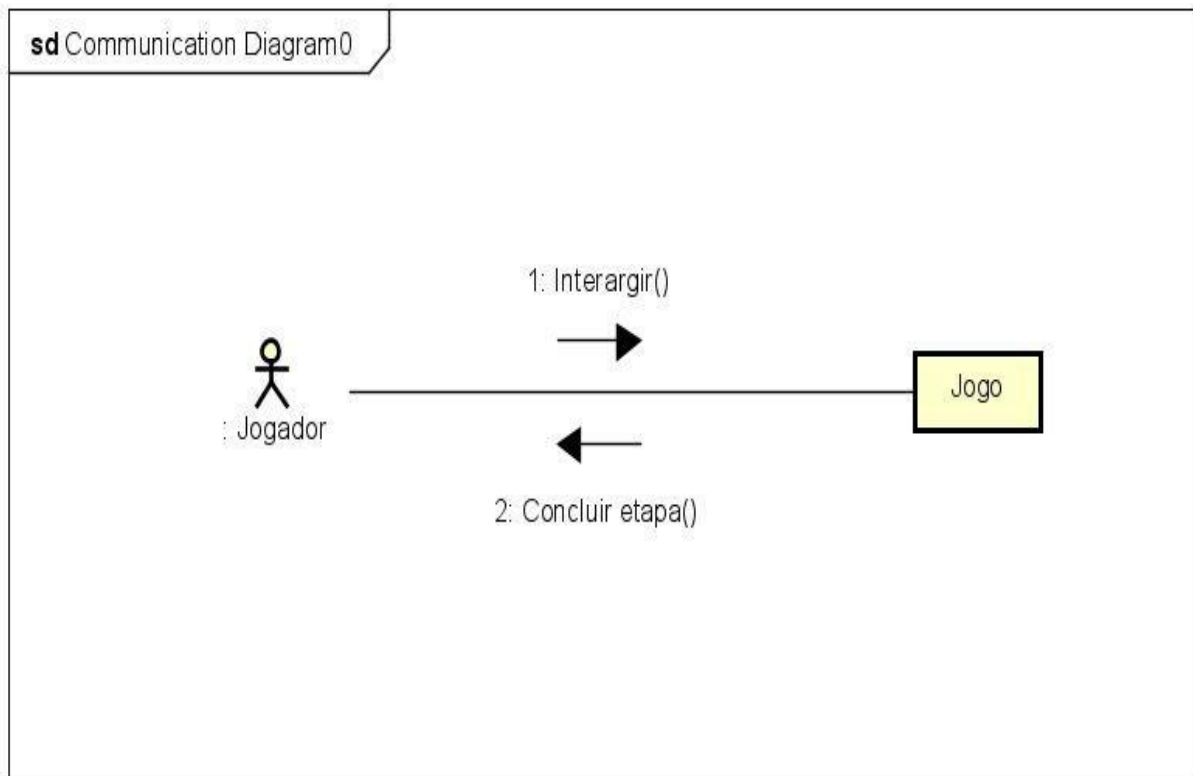 sd Communication Diagram0
1: Interargir()
: Jogador
Jogo
2: Concluir etapa()